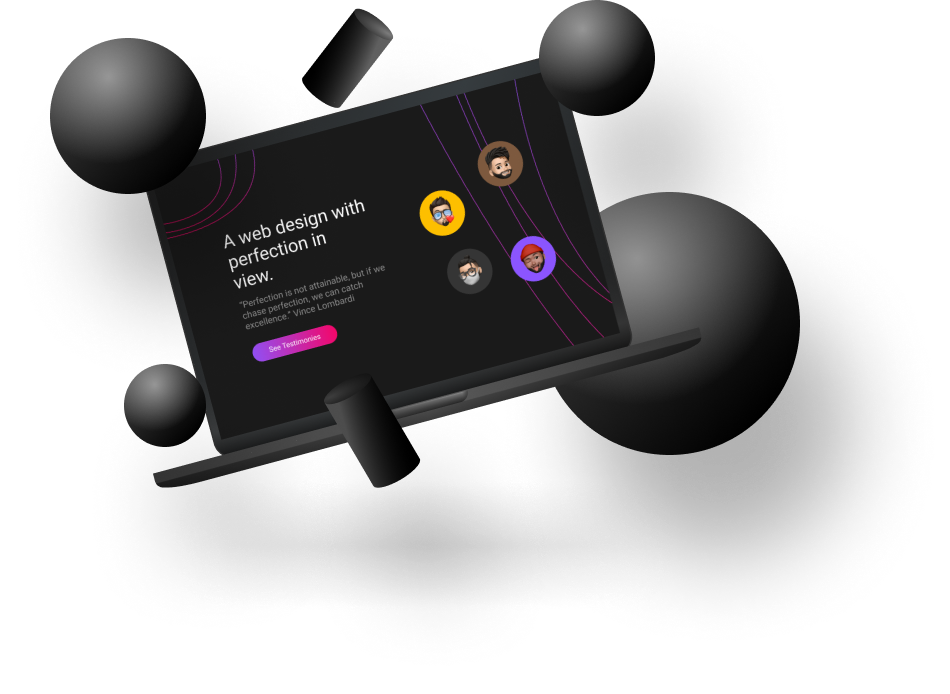 A web design with
perfection in
view.
"Perfection is not attainable, but if we
chase perfection, we can catch
excellence." Vince Lombardi
See Testimonies